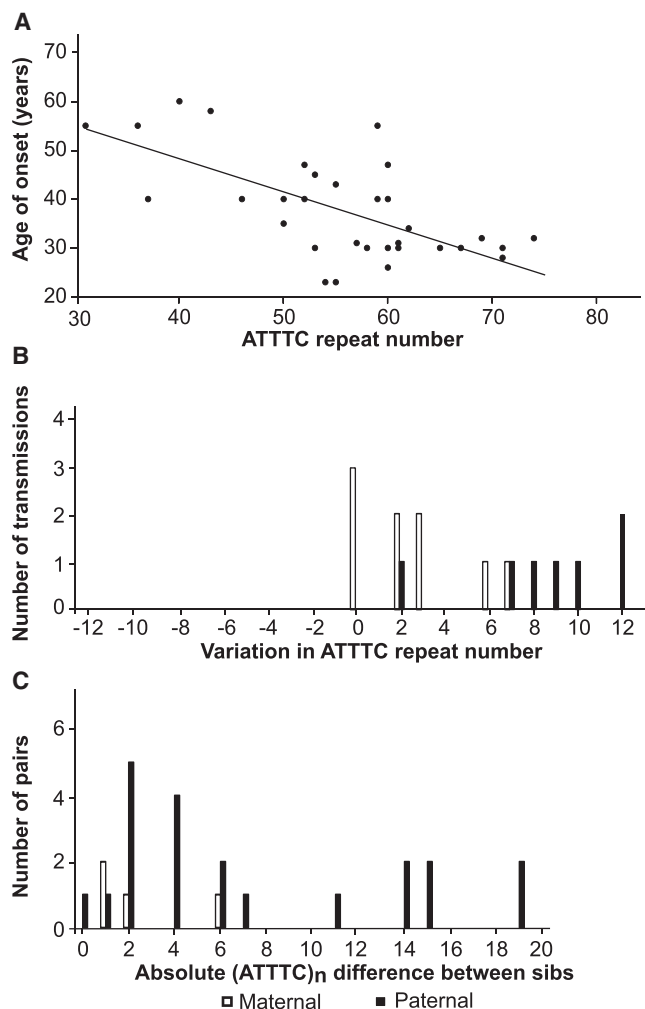 A
Age of onset (years)
70
60
50
40
30
20
30 40 50 60 70 80
ATTTC repeat number
B
Number of transmissions
4
3
2
1
0
-12 -10 -8 -6 -4 -2 0 2 4 6 8 10 12
Variation in ATTTC repeat number
C
Number of pairs
6
4
2
0
0 2 4 6 8 10 12 14 16 18 20
Absolute (ATTTC)n difference between sibs
Maternal Paternal